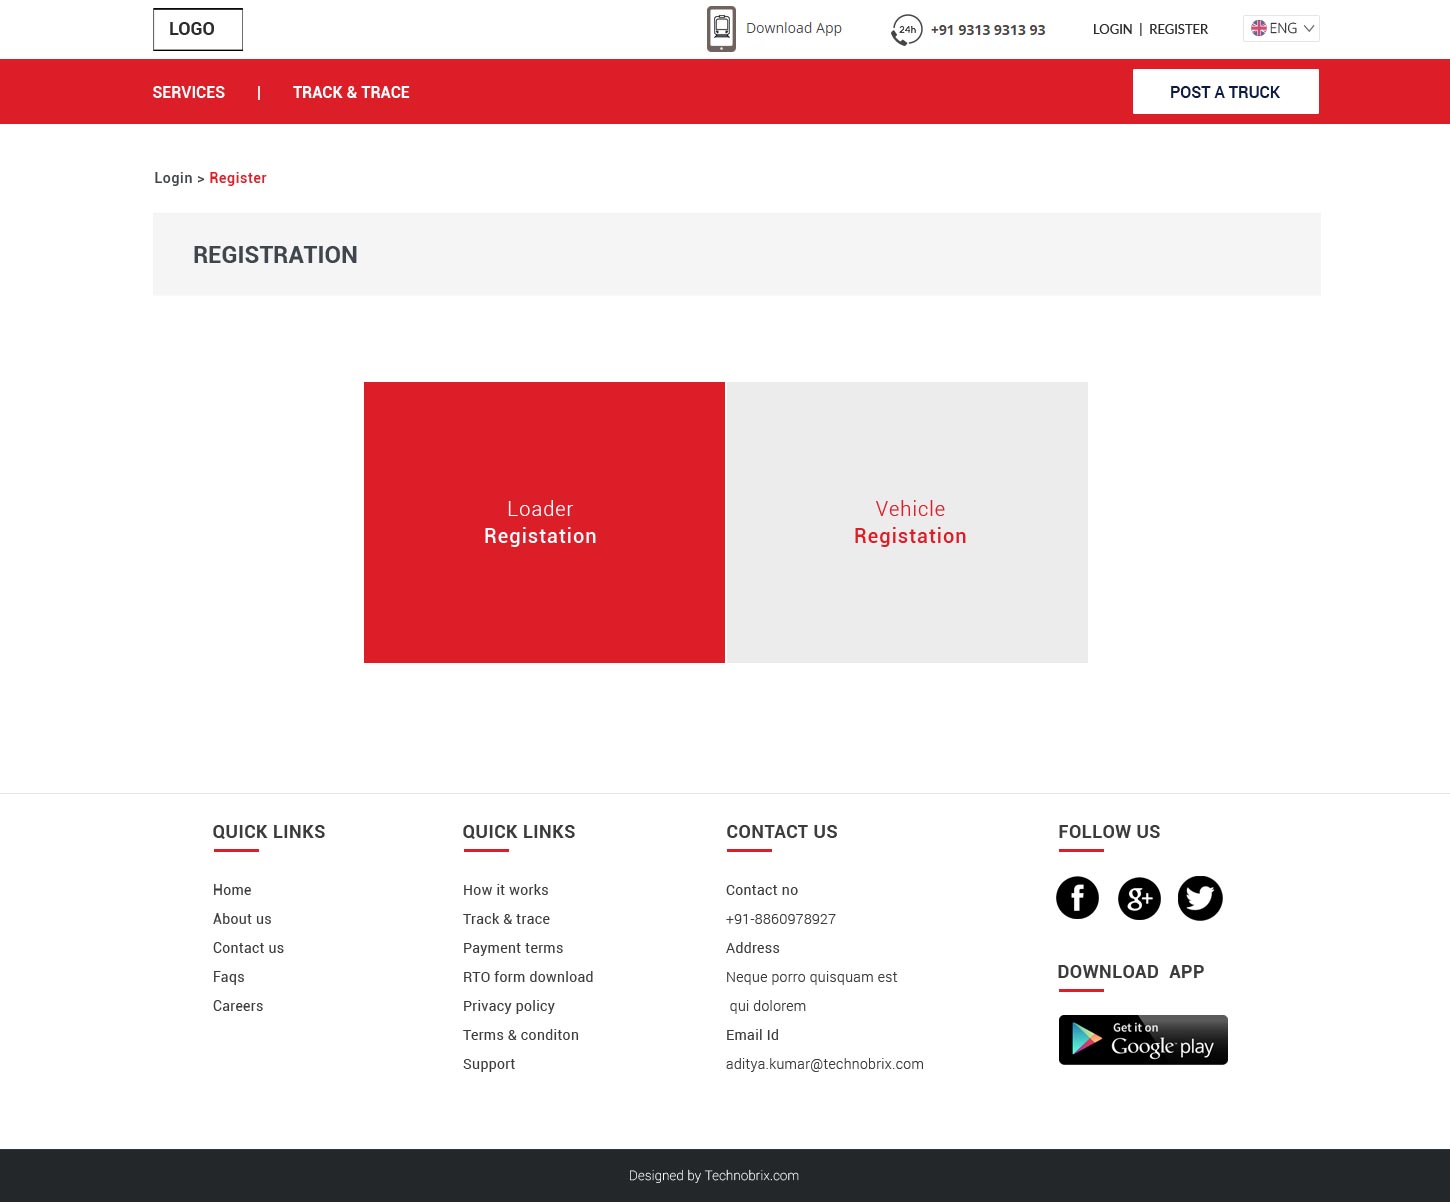 LOGO
Download App
24h
+91 9313 9313 93
LOGIN | REGISTER
ENG
SERVICES | TRACK & TRACE
POST A TRUCK
Login > Register
REGISTRATION
Loader
Registation
Vehicle
Registation
QUICK LINKS
Home
About us
Contact us
Faqs
Careers
QUICK LINKS
How it works
Track & trace
Payment terms
RTO form download
Privacy policy
Terms & conditon
Support
CONTACT US
Contact no
+91-8860978927
Address
Neque porro quisquam est
qui dolorem
Email Id
aditya.kumar@technobrix.com
FOLLOW US
f
g+
DOWNLOAD APP
Get it on
Google play
Designed by Technobrix.com